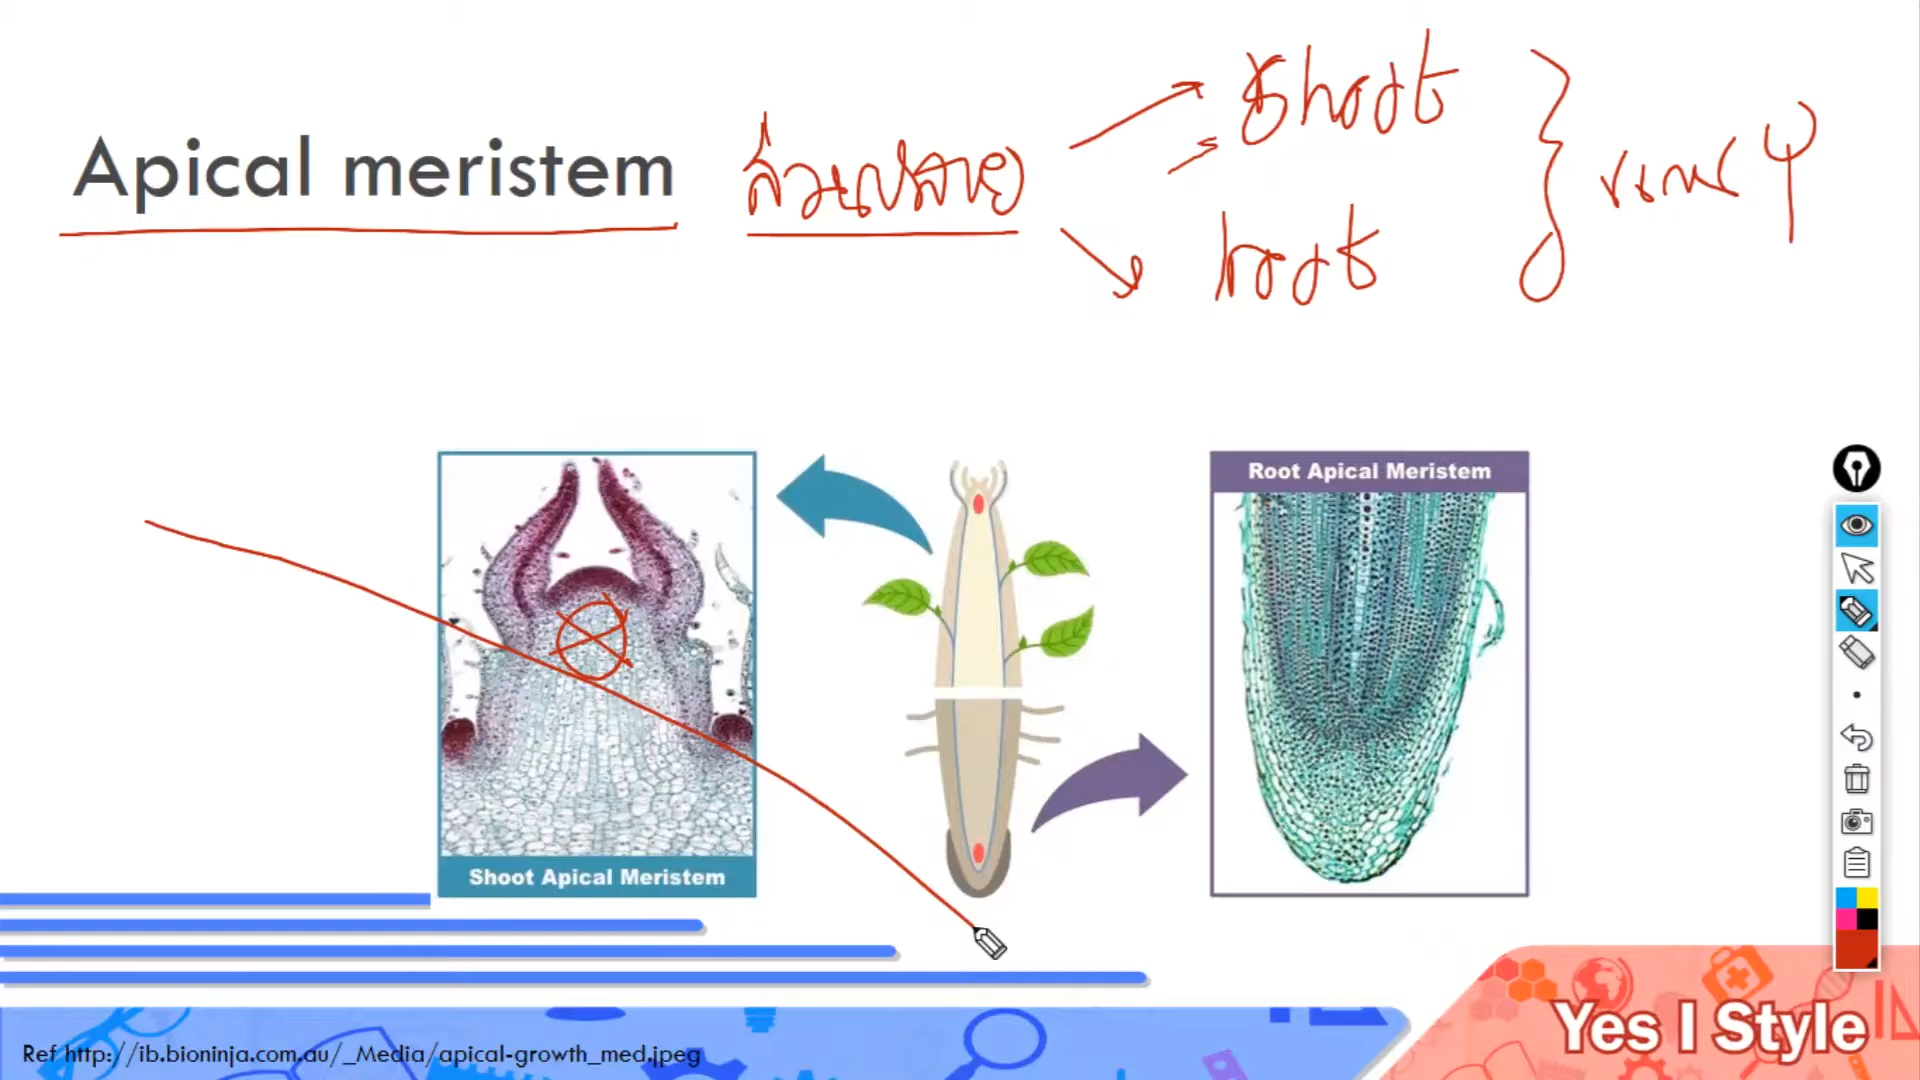 Apical meristem
ส่วนปลาย
shoot
root
Root Apical Meristem
Shoot Apical Meristem
Ref http://ib.bioninja.com.au/_Media/apical-growth_med.jpeg
Yes I Style